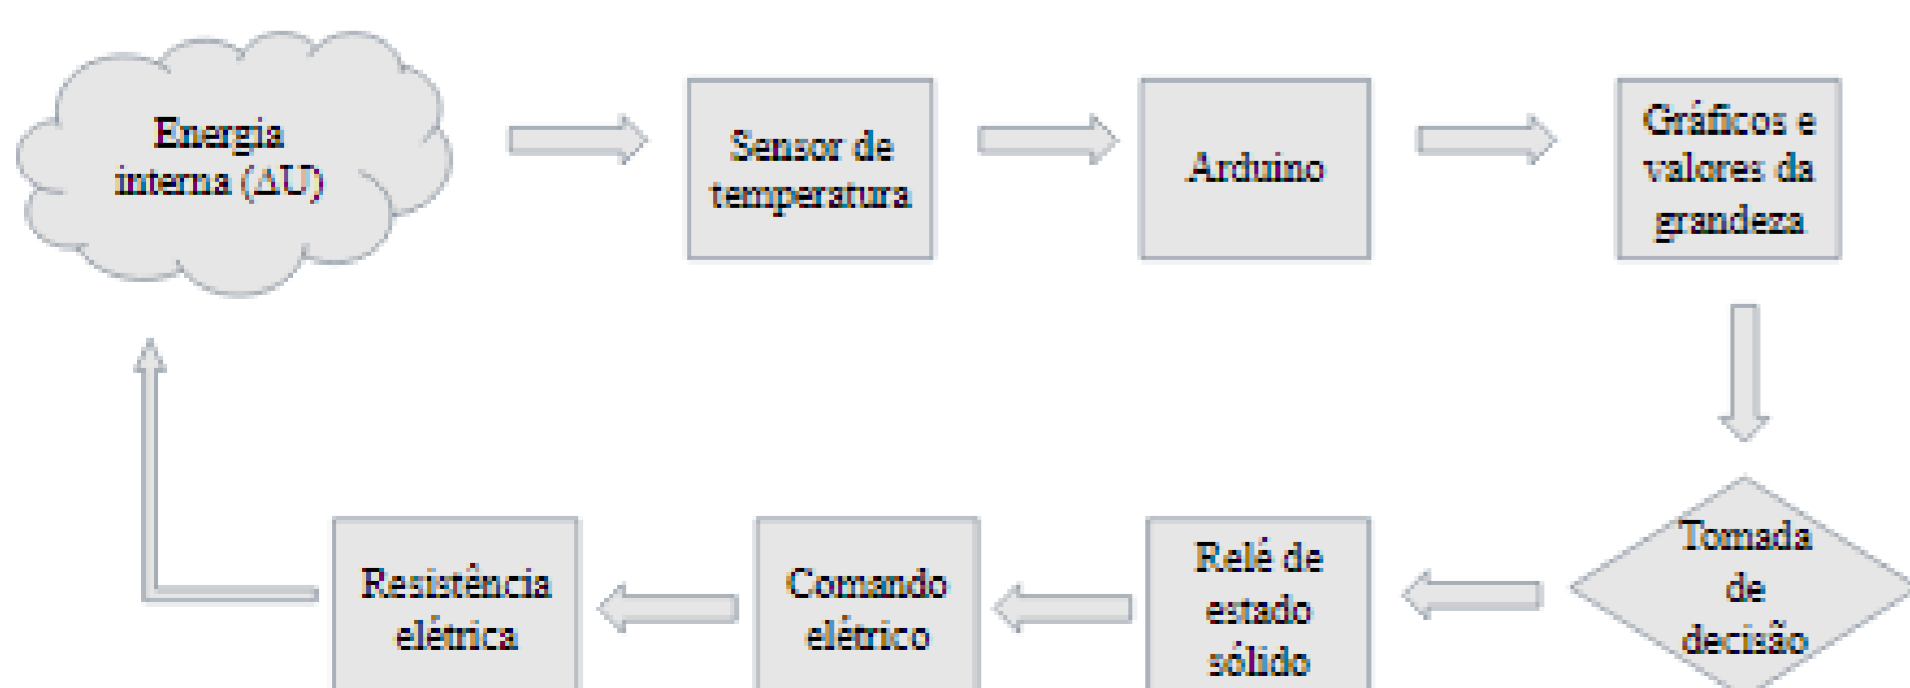 Energia
interna (ΔU)
Sensor de
temperatura
Arduino
Gráficos e
valores da
grandeza
Tomada
de
decisão
Relé de
estado
sólido
Comando
elétrico
Resistência
elétrica